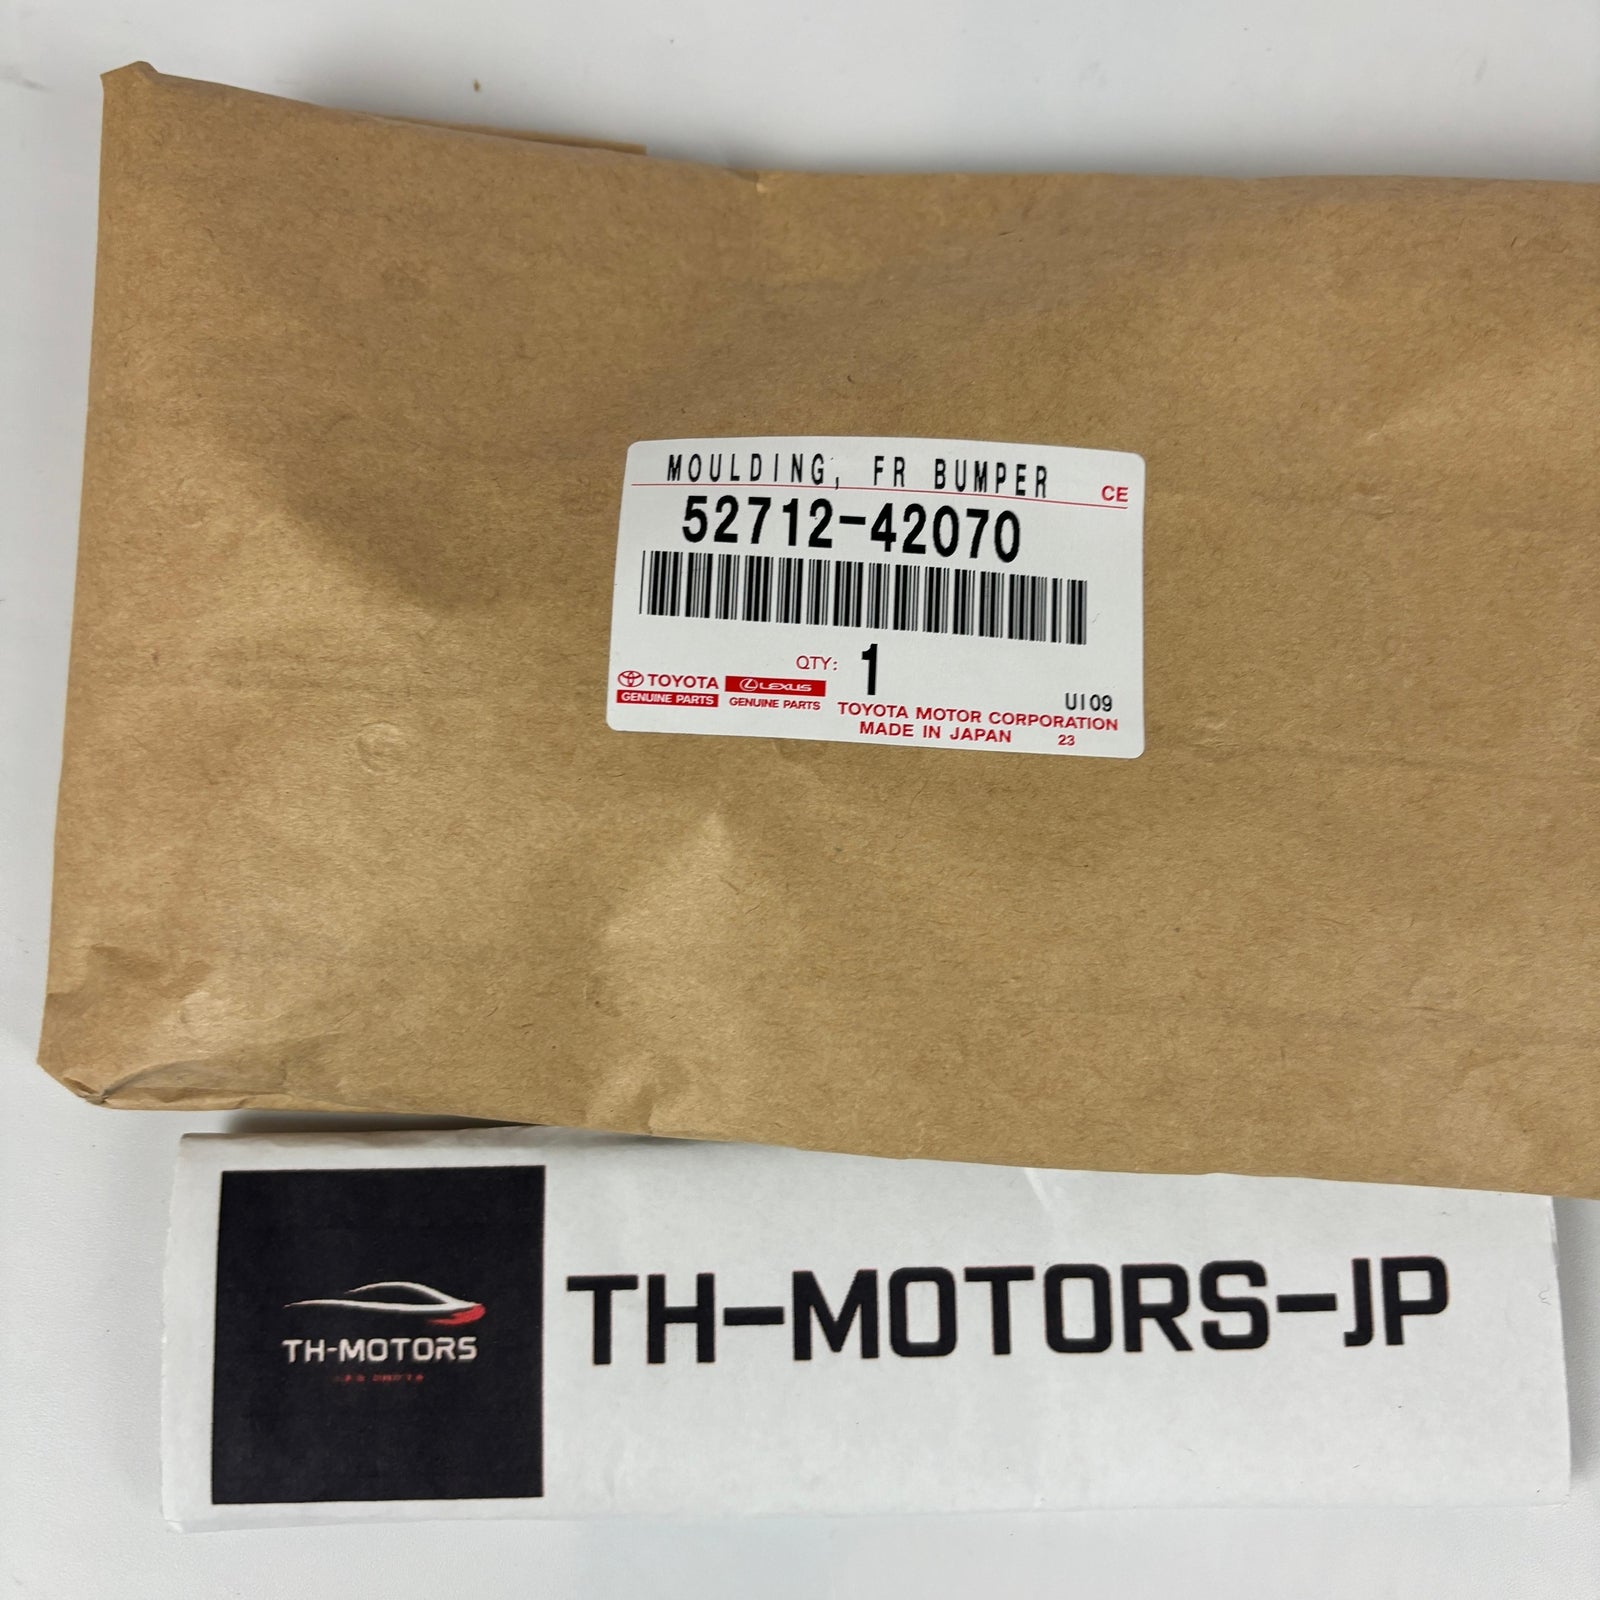 MOULDING, FR BUMPER
CE
52712-42070
QTY: 1
TOYOTA
GENUINE PARTS
LEXUS
GENUINE PARTS
UI09
TOYOTA MOTOR CORPORATION
MADE IN JAPAN 23
TH-MOTORS
TH-MOTORS-JP